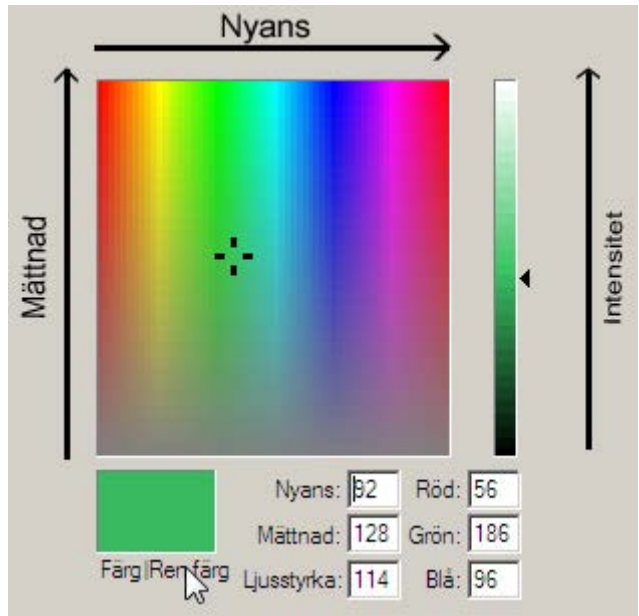 Nyans
Mättnad
Intensitet
Nyans: 92 Röd: 56
Mättnad: 128 Grön: 186
Färg|Ren färg
Ljusstyrka: 114 Blå: 96